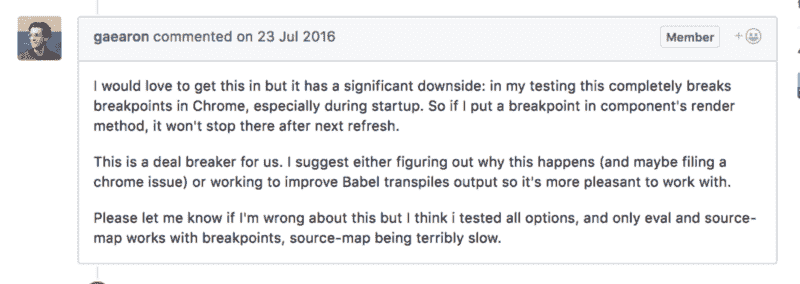 gaearon commented on 23 Jul 2016
Member
I would love to get this in but it has a significant downside: in my testing this completely breaks
breakpoints in Chrome, especially during startup. So if I put a breakpoint in component's render
method, it won't stop there after next refresh.
This is a deal breaker for us. I suggest either figuring out why this happens (and maybe filing a
chrome issue) or working to improve Babel transpiles output so it's more pleasant to work with.
Please let me know if I'm wrong about this but I think i tested all options, and only eval and source-
map works with breakpoints, source-map being terribly slow.